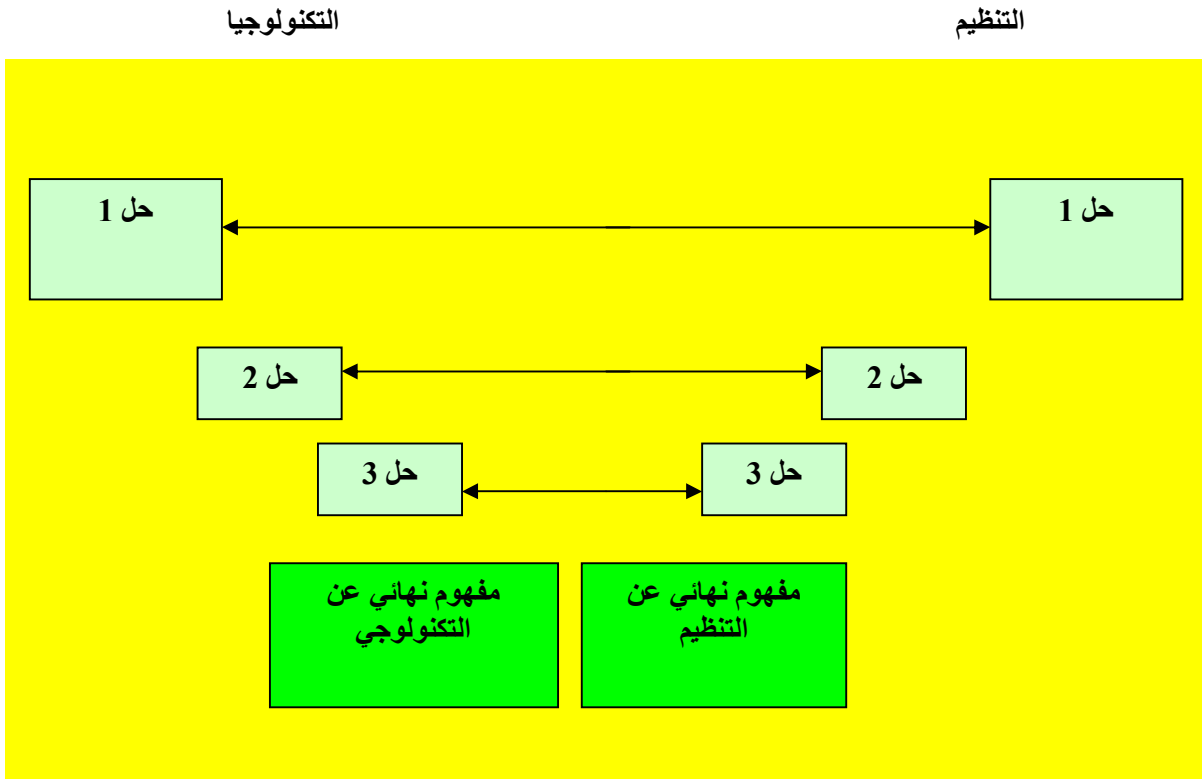 التنظيم
التكنولوجيا
حل 1
حل 1
حل 2
حل 2
حل 3
حل 3
مفهوم نهائي عن
التنظيم
مفهوم نهائي عن
التكنولوجي